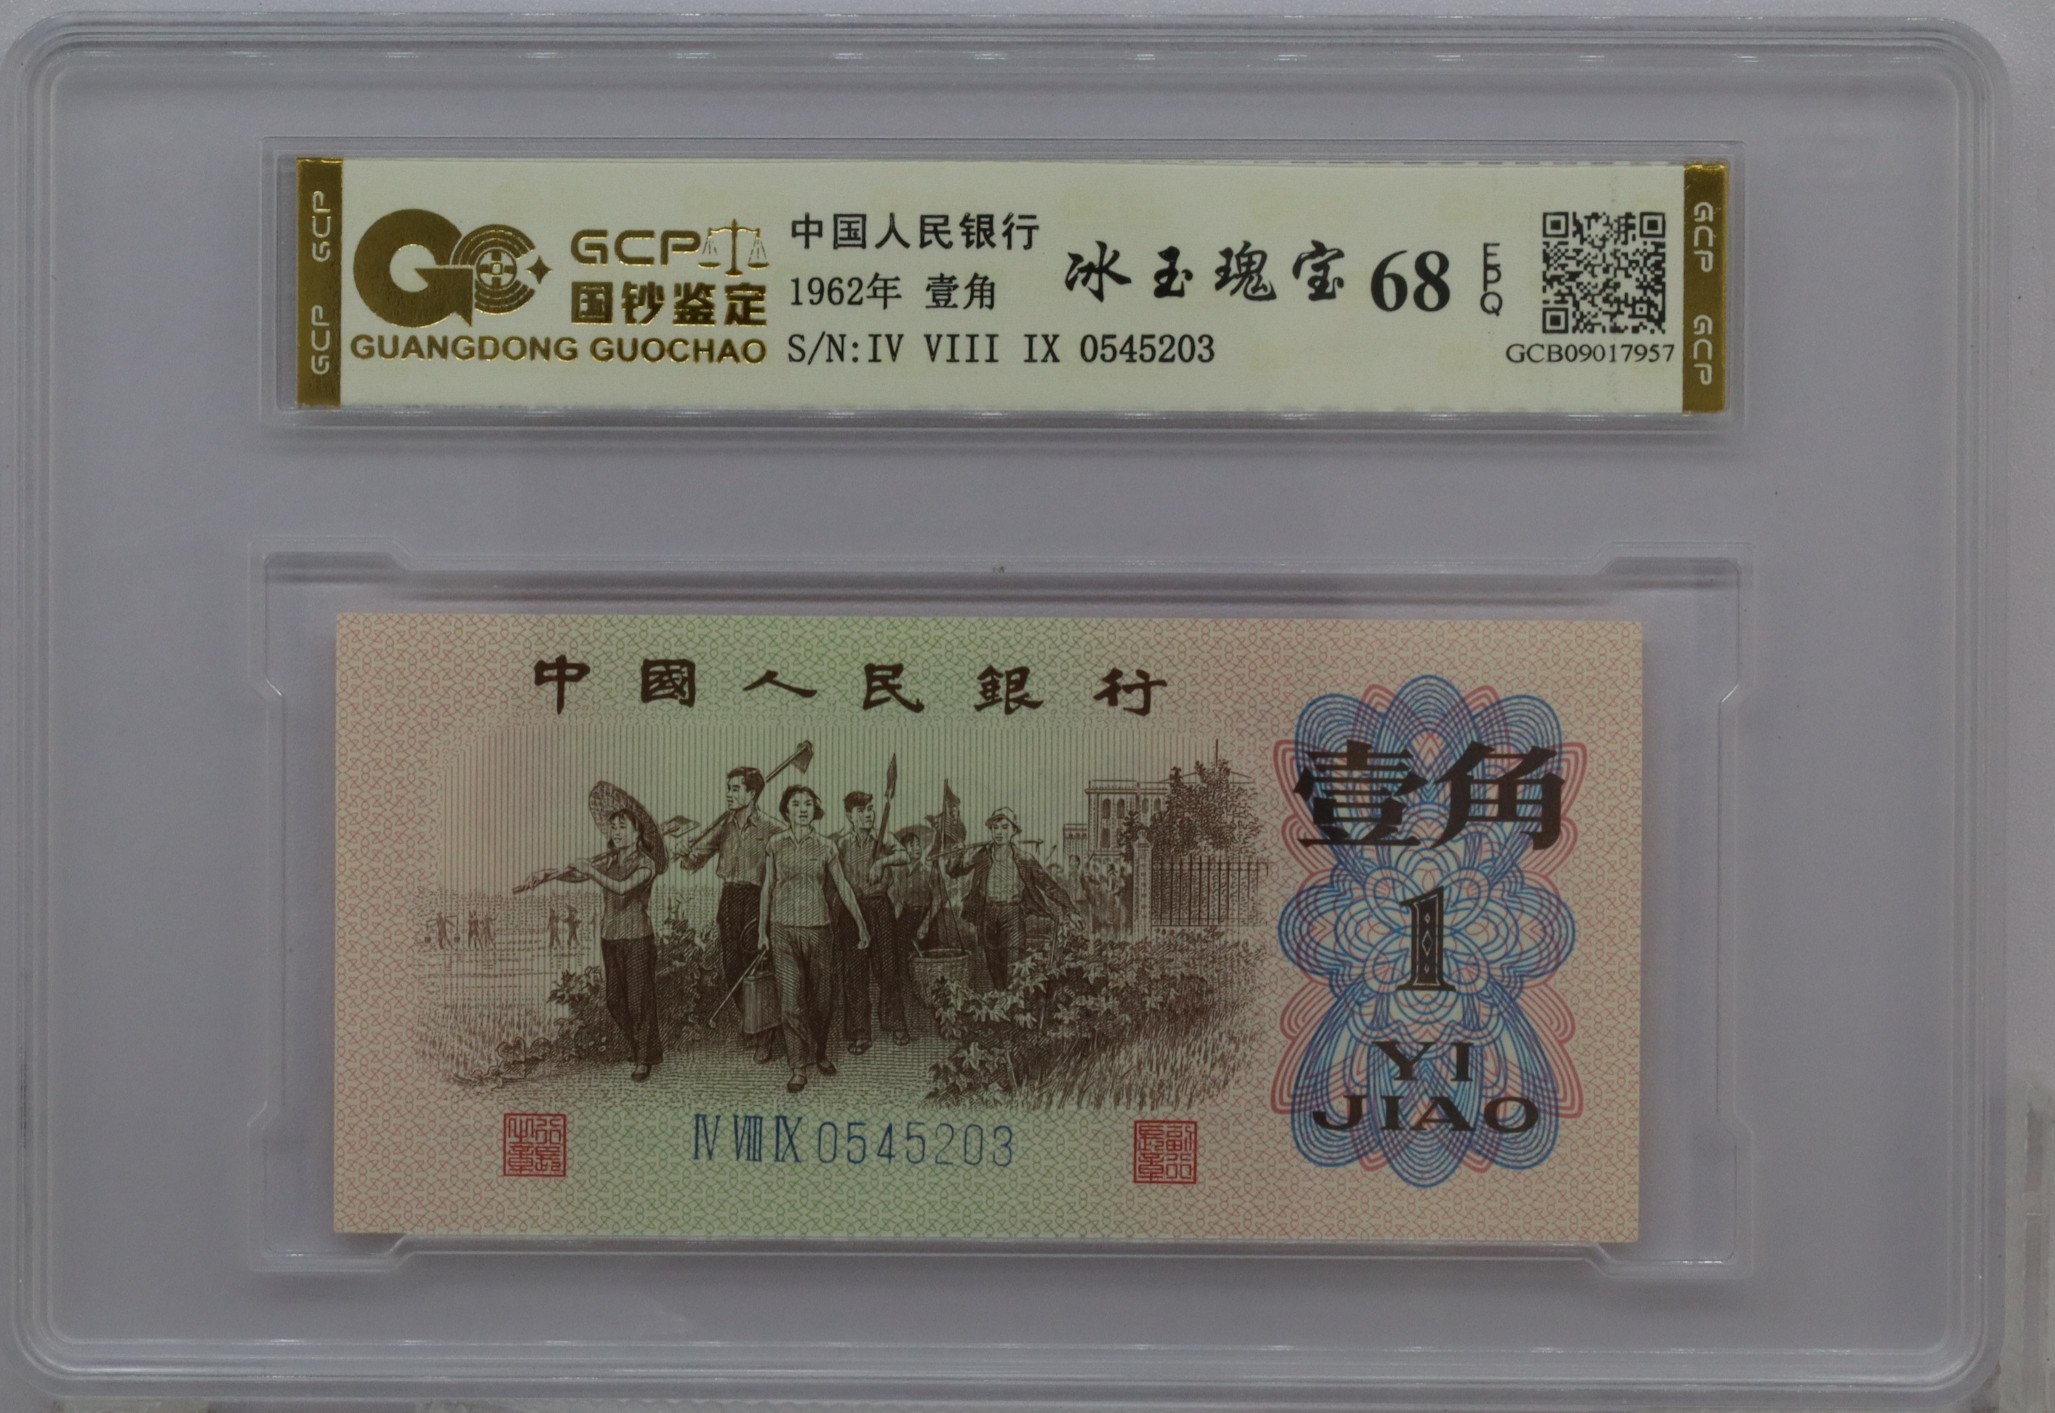 GCP GCP
GCP
国钞鉴定
GUANGDONG GUOCHAO
中国人民银行
1962年 壹角
S/N:IV VIII IX 0545203
冰玉瑰宝 68 EPQ
GCB09017957
GCP GCP
中國人民銀行
壹角
1
YI
JIAO
IV VIII IX 0545203